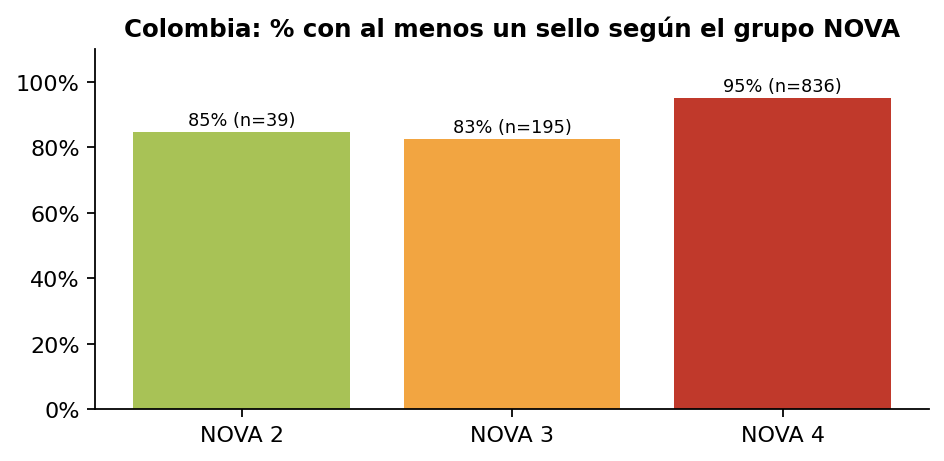 Colombia: % con al menos un sello según el grupo NOVA
100%
80%
60%
40%
20%
0%
85% (n=39)
83% (n=195)
95% (n=836)
NOVA 2
NOVA 3
NOVA 4